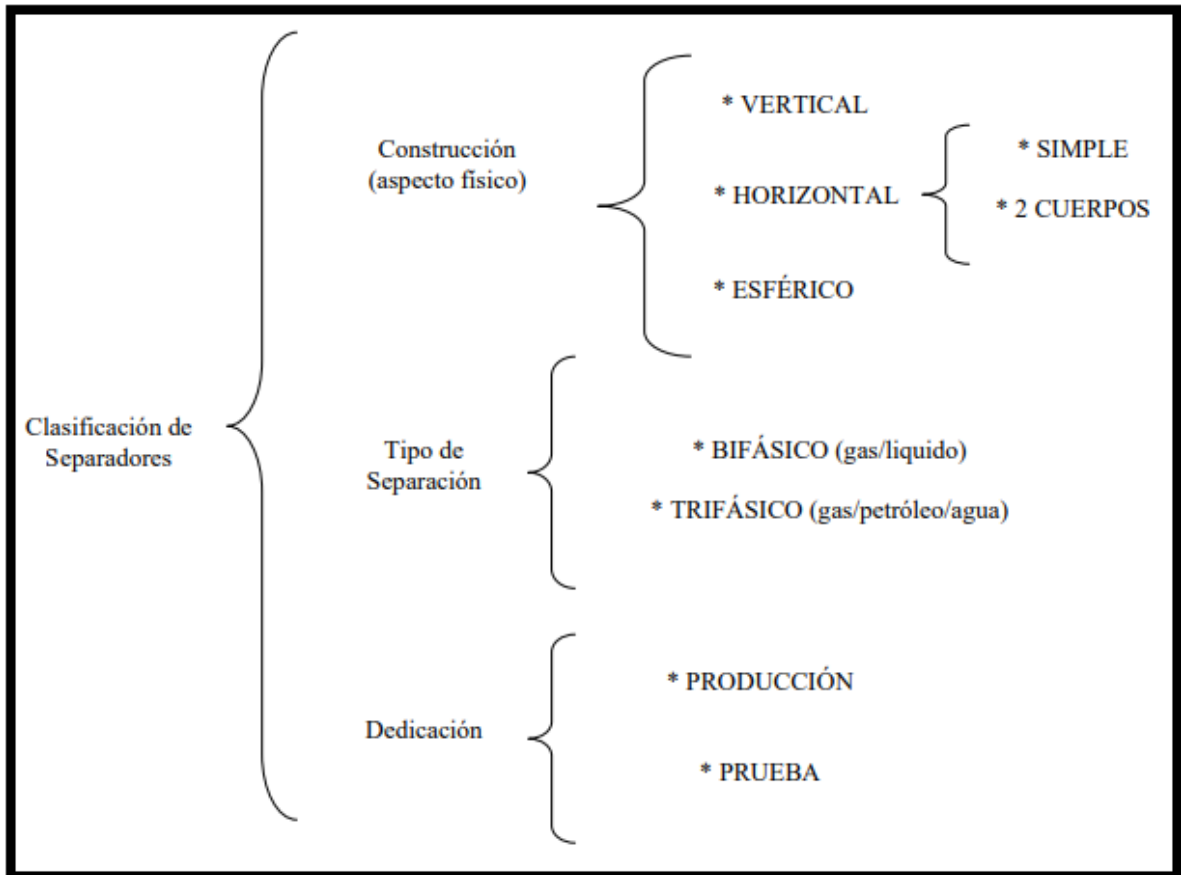 Clasificación de
Separadores
Construcción
(aspecto físico)
* VERTICAL
* HORIZONTAL
* SIMPLE
* 2 CUERPOS
* ESFÉRICO
Tipo de
Separación
* BIFÁSICO (gas/liquido)
* TRIFÁSICO (gas/petróleo/agua)
Dedicación
* PRODUCCIÓN
* PRUEBA